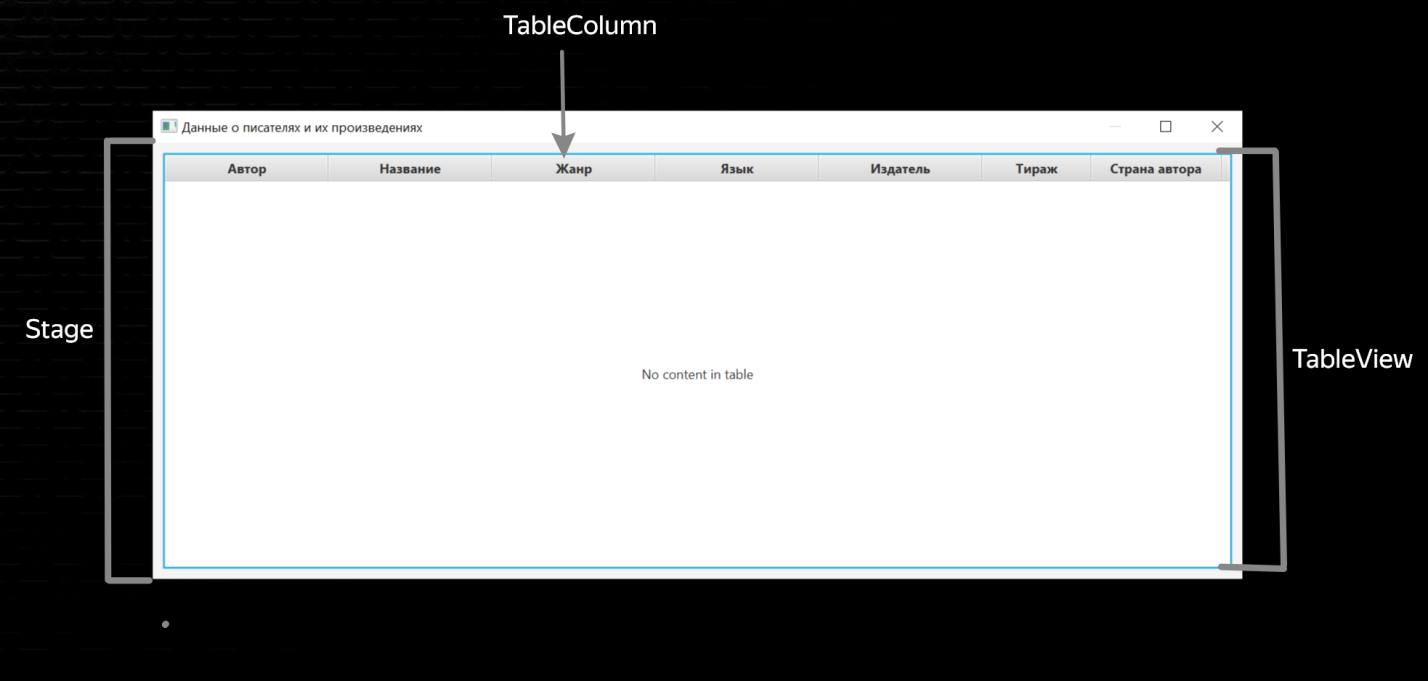 TableColumn
Данные о писателях и их произведениях
Автор Название Жанр Язык Издатель Тираж Страна автора
Stage
TableView
No content in table